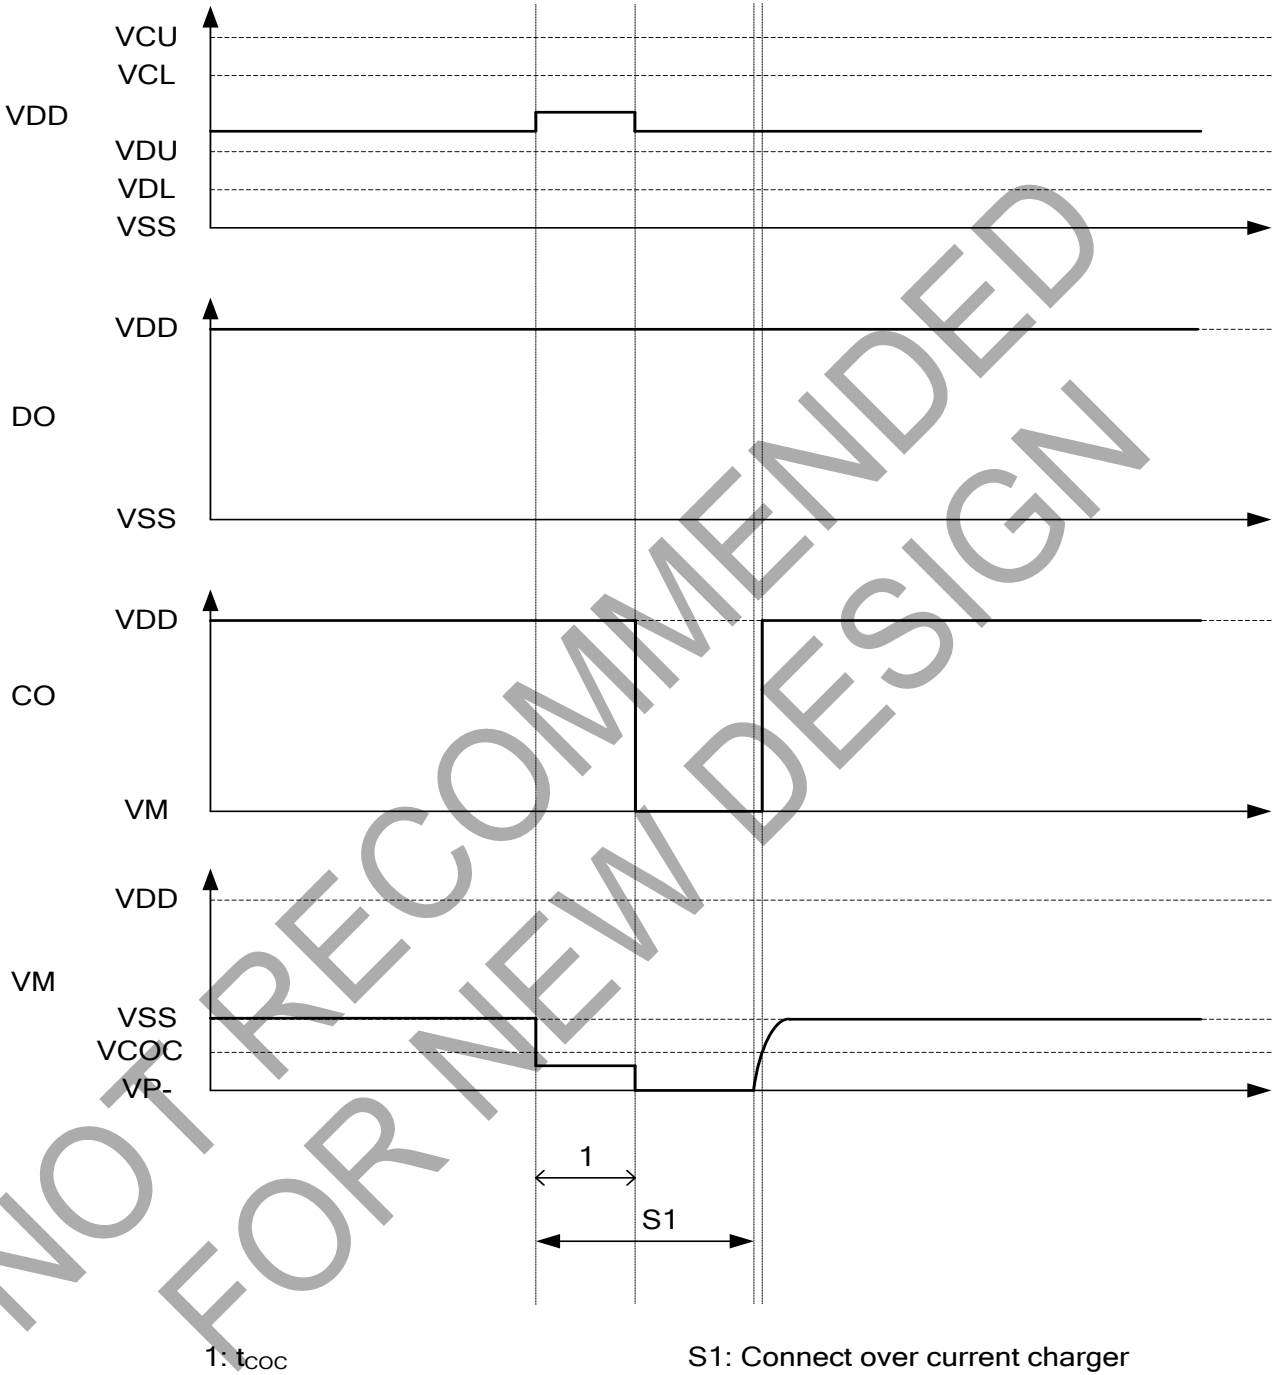 VCU
VCL
VDD
VDU
VDL
VSS
VDD
DO
VSS
VDD
CO
VM
VDD
VM
VSS
VCOC
VP-
1
S1
1: tCOC
S1: Connect over current charger
NOT RECOMMENDED
FOR NEW DESIGN